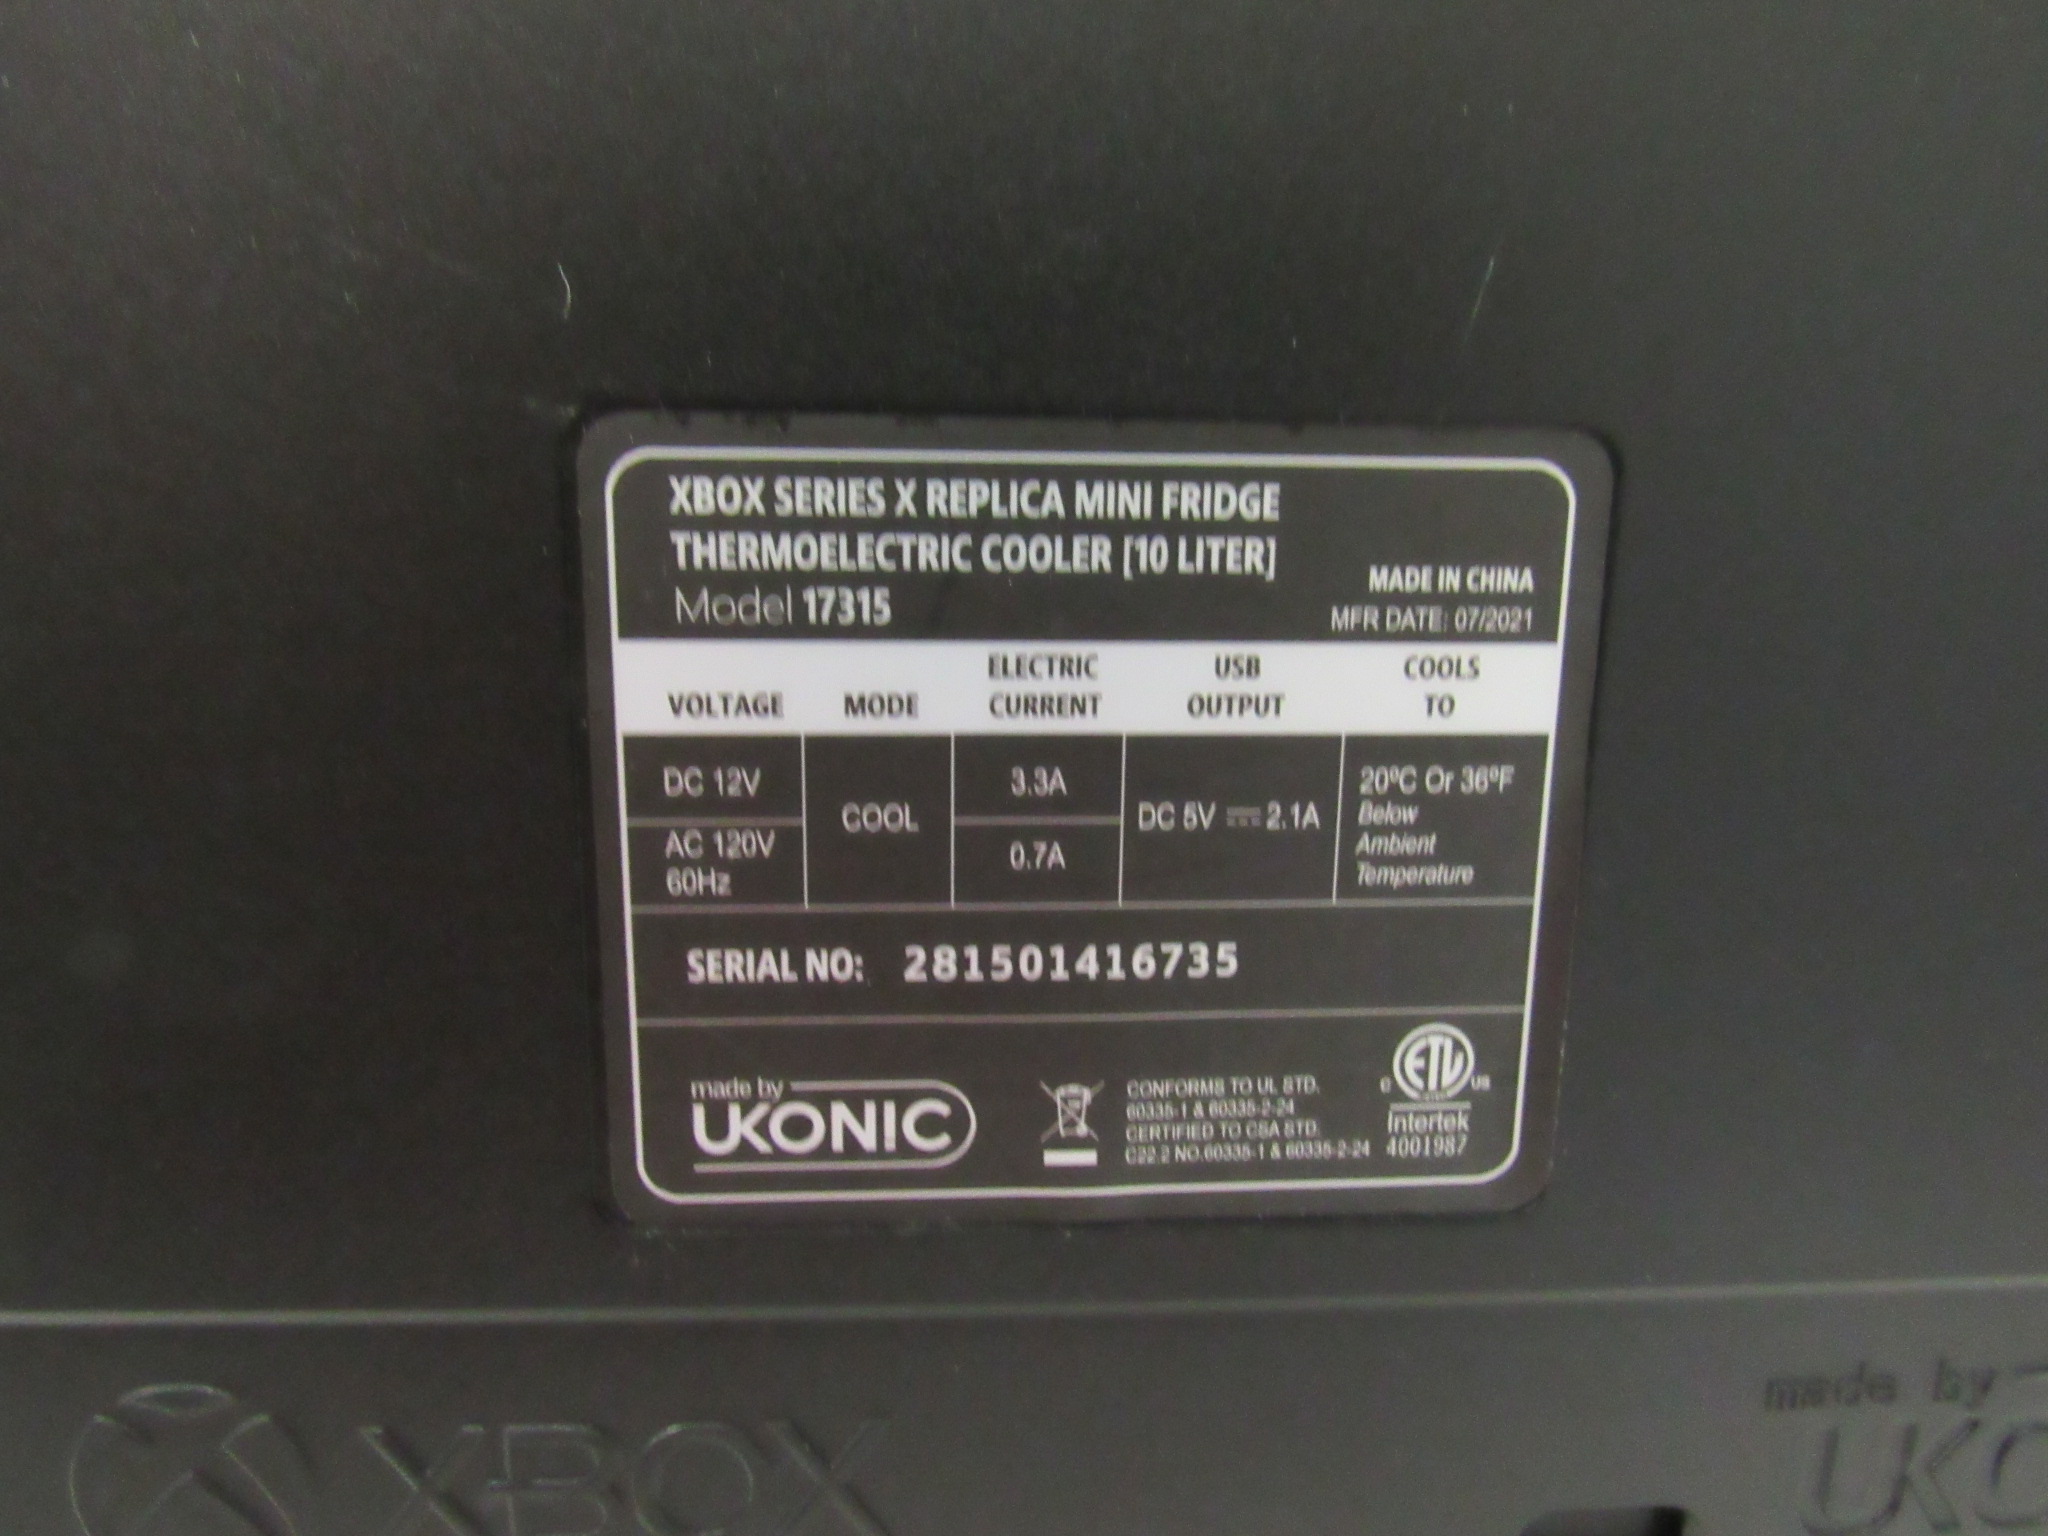 XBOX SERIES X REPLICA MINI FRIDGE
THERMOELECTRIC COOLER [10 LITER]
Model 17315
MADE IN CHINA
MFR DATE: 07/2021
VOLTAGE
MODE
ELECTRIC
CURRENT
USB
OUTPUT
COOLS
TO
DC 12V
AC 120V
60Hz
COOL
3.3A
0.7A
DC 5V ⎓ 2.1A
20ºC Or 36ºF
Below
Ambient
Temperature
SERIAL NO: 281501416735
made by
UKONIC
CONFORMS TO UL STD.
60335-1 & 60335-2-24
CERTIFIED TO CSA STD.
C22.2 NO.60335-1 & 60335-2-24
C ETL US
Intertek
4001987
XBOX
made by
UKO